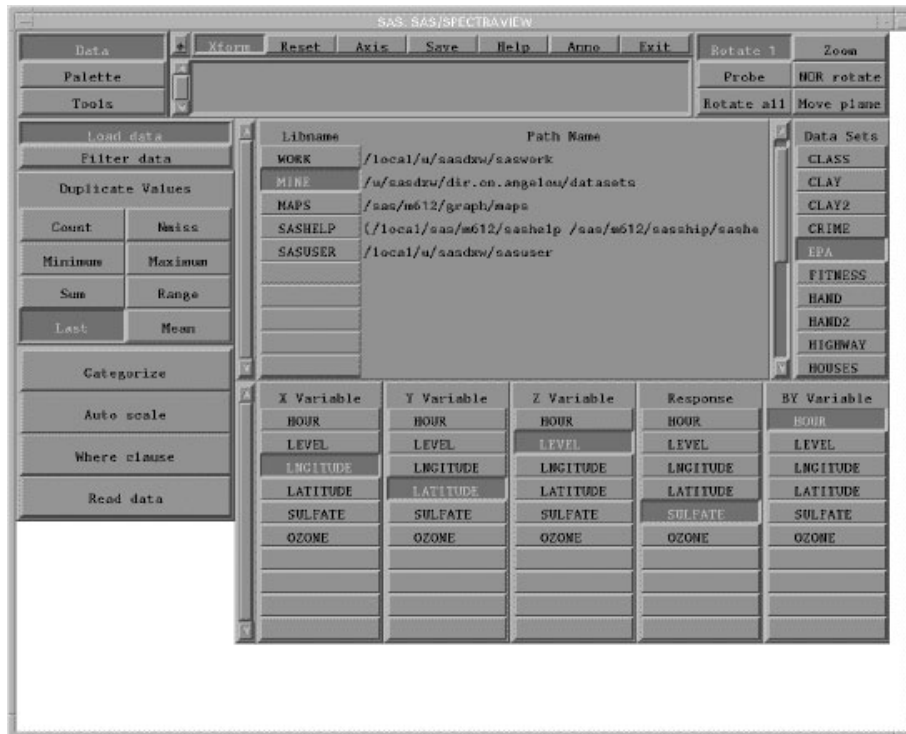 SAS: SAS/SPECTRAVIEW
Data
Palette
Tools
Xform Reset Axis Save Help Anno Exit
Rotate 1 Zoom
Probe NOR rotate
Rotate all Move plane
Load data
Filter data
Duplicate Values
Count Nmiss
Minimum Maximum
Sum Range
Last Mean
Categorize
Auto scale
Where clause
Read data
Libname Path Name
WORK /local/u/sasdxw/saswork
MINE /u/sasdxw/dir.on.angelou/datasets
MAPS /sas/m612/graph/maps
SASHELP (/local/sas/m612/sashelp /sas/m612/sasship/sashe
SASUSER /local/u/sasdxw/sasuser
Data Sets
CLASS
CLAY
CLAY2
CRIME
EPA
FITNESS
HAND
HAND2
HIGHWAY
HOUSES
X Variable Y Variable Z Variable Response BY Variable
HOUR HOUR HOUR HOUR HOUR
LEVEL LEVEL LEVEL LEVEL LEVEL
LNGITUDE LNGITUDE LNGITUDE LNGITUDE LNGITUDE
LATITUDE LATITUDE LATITUDE LATITUDE LATITUDE
SULFATE SULFATE SULFATE SULFATE SULFATE
OZONE OZONE OZONE OZONE OZONE